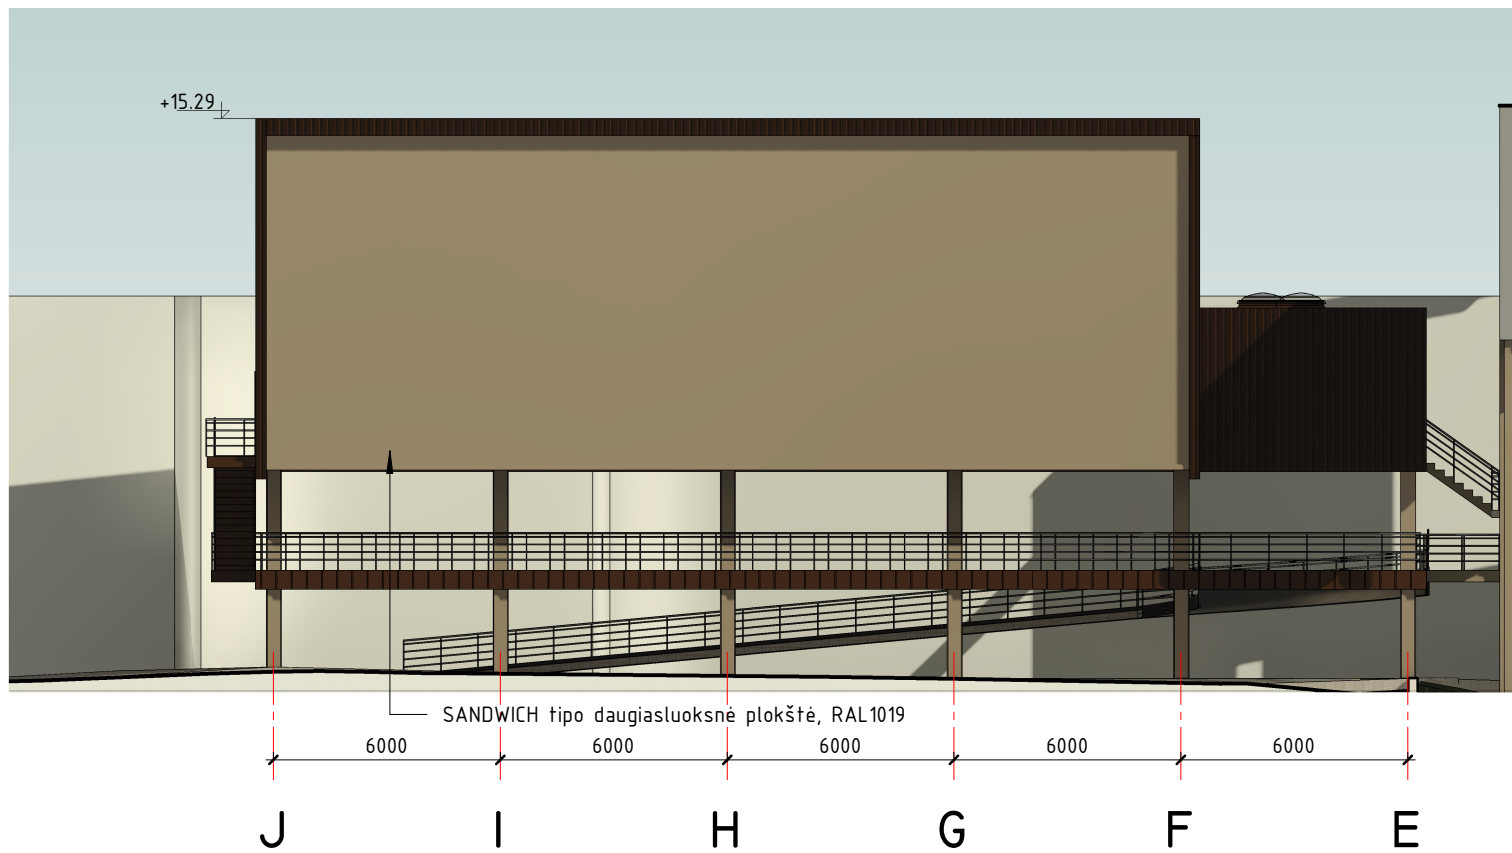 +15.29
SANDWICH tipo daugiasluoksnė plokštė, RAL1019
6000 6000 6000 6000 6000
J I H G F E